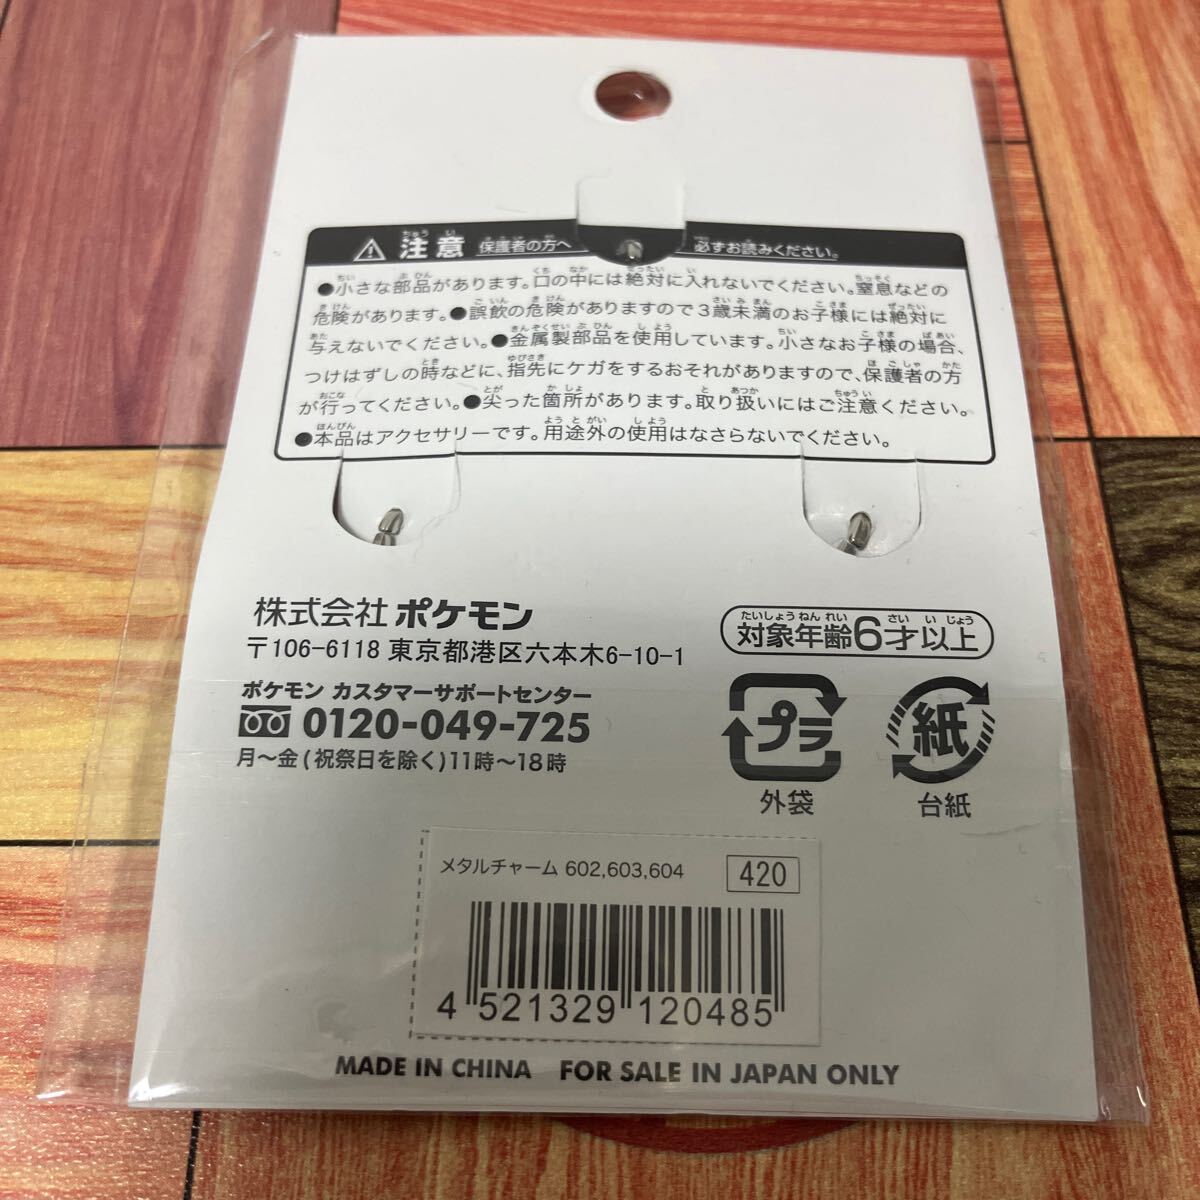 注意 保護者の方へ 必ずお読みください。
●小さな部品があります。口の中には絶対に入れないでください。窒息などの
危険があります。●誤飲の危険がありますので3歳未満のお子様には絶対に
与えないでください。●金属製部品を使用しています。小さなお子様の場合、
つけはずしの時などに、指先にケガをするおそれがありますので、保護者の方
が行ってください。●尖った箇所があります。取り扱いにはご注意ください。
●本品はアクセサリーです。用途外の使用はなさらないでください。
株式会社 ポケモン
〒106-6118 東京都港区六本木6-10-1
ポケモン カスタマーサポートセンター
0120-049-725
月～金(祝祭日を除く)11時～18時
対象年齢6才以上
プラ
外袋
紙
台紙
メタルチャーム 602,603,604 420
4 521329 120485
MADE IN CHINA FOR SALE IN JAPAN ONLY